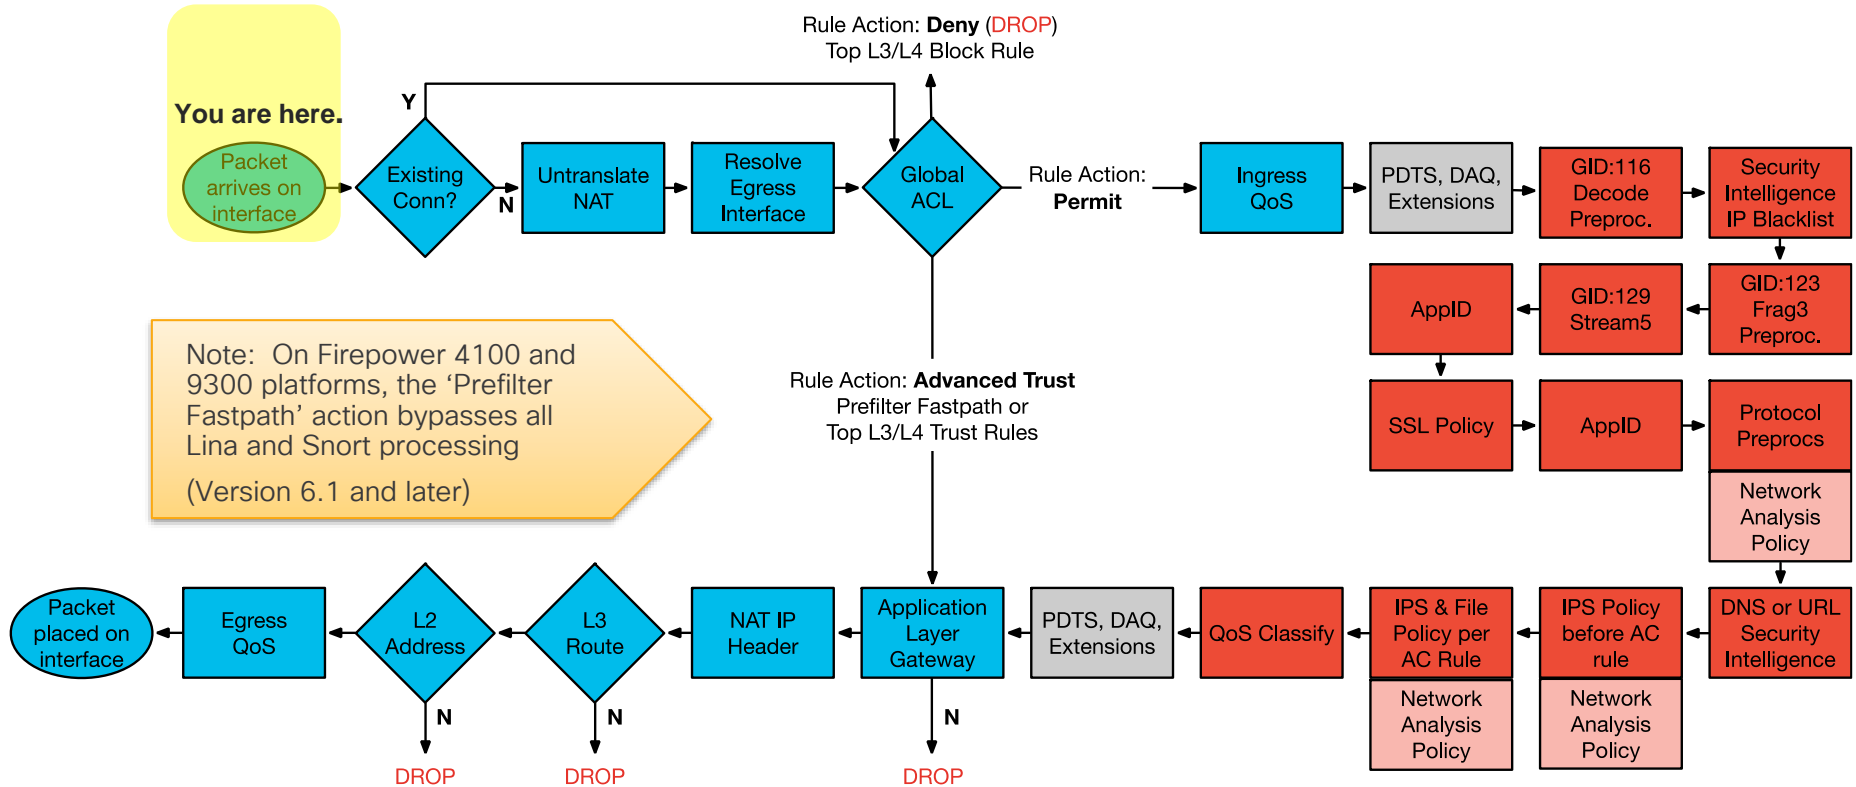 Rule Action: Deny (DROP)
Top L3/L4 Block Rule
You are here.
Y
Packet
arrives on
interface
Existing
Conn?
N
Untranslate
NAT
Resolve
Egress
Interface
Global
ACL
Rule Action:
Permit
Ingress
QoS
PDTS, DAQ,
Extensions
GID:116
Decode
Preproc.
Security
Intelligence
IP Blacklist
AppID
GID:129
Stream5
GID:123
Frag3
Preproc.
Note: On Firepower 4100 and
9300 platforms, the ‘Prefilter
Fastpath’ action bypasses all
Lina and Snort processing
(Version 6.1 and later)
Rule Action: Advanced Trust
Prefilter Fastpath or
Top L3/L4 Trust Rules
SSL Policy
AppID
Protocol
Preprocs
Network
Analysis
Policy
Packet
placed on
interface
Egress
QoS
L2
Address
L3
Route
NAT IP
Header
Application
Layer
Gateway
PDTS, DAQ,
Extensions
QoS Classify
IPS & File
Policy per
AC Rule
IPS Policy
before AC
rule
DNS or URL
Security
Intelligence
Network
Analysis
Policy
Network
Analysis
Policy
N
N
N
DROP
DROP
DROP